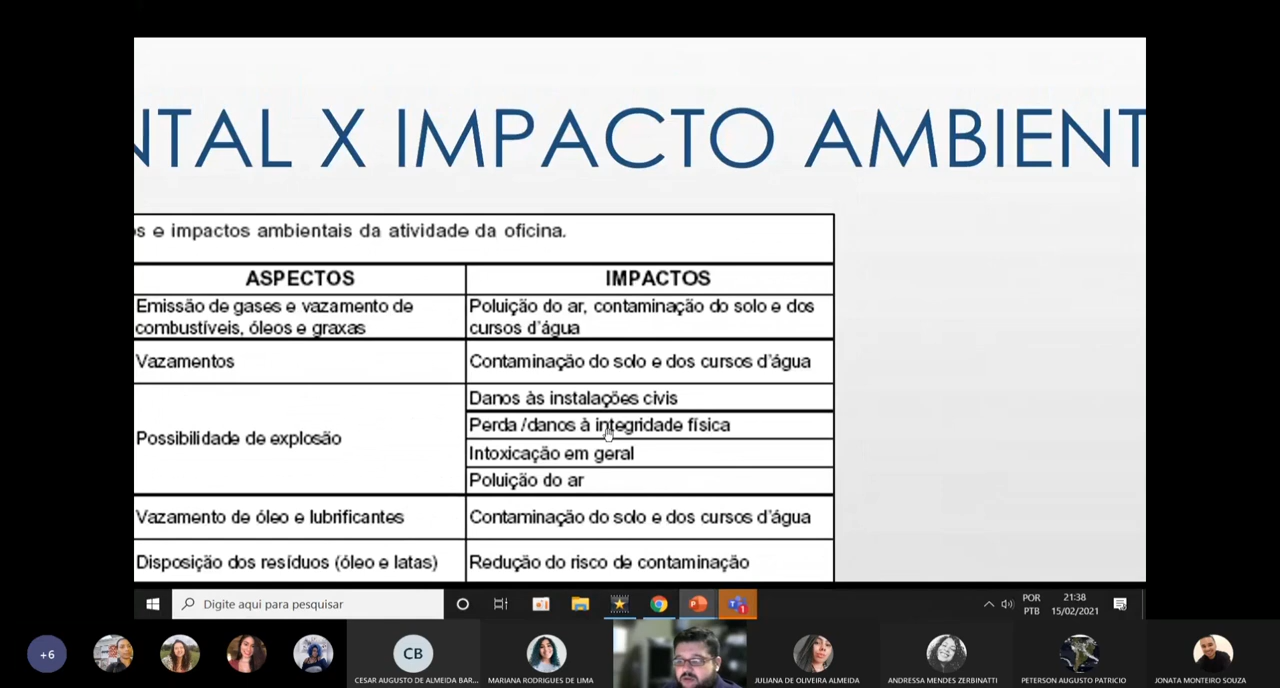 NTAL X IMPACTO AMBIENT
os e impactos ambientais da atividade da oficina.
ASPECTOS
IMPACTOS
Emissão de gases e vazamento de
combustíveis, óleos e graxas
Poluição do ar, contaminação do solo e dos
cursos d'água
Vazamentos
Contaminação do solo e dos cursos d'água
Possibilidade de explosão
Danos às instalações civis
Perda /danos à integridade física
Intoxicação em geral
Poluição do ar
Vazamento de óleo e lubrificantes
Contaminação do solo e dos cursos d'água
Disposição dos resíduos (óleo e latas)
Redução do risco de contaminação
Digite aqui para pesquisar
1
POR
PTB
21:38
15/02/2021
+6
CB
CESAR AUGUSTO DE ALMEIDA BAR...
MARIANA RODRIGUES DE LIMA
JULIANA DE OLIVEIRA ALMEIDA
ANDRESSA MENDES ZERBINATTI
PETERSON AUGUSTO PATRICIO
JONATA MONTEIRO SOUZA